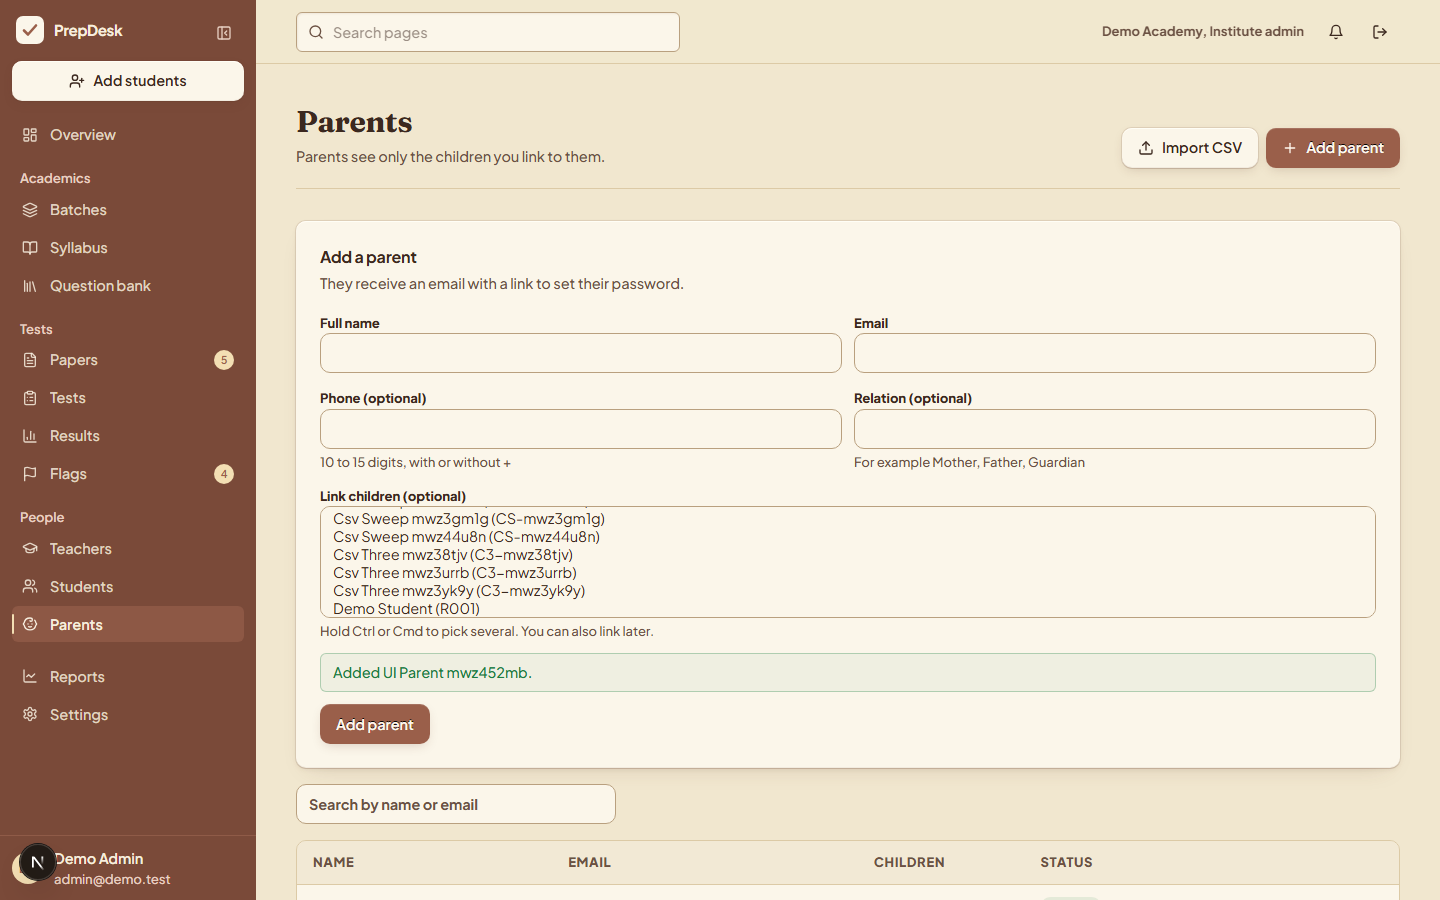 PrepDesk
Search pages
Demo Academy, Institute admin
Add students
Overview
Academics
Batches
Syllabus
Question bank
Tests
Papers 5
Tests
Results
Flags 4
People
Teachers
Students
Parents
Reports
Settings
N
Demo Admin
admin@demo.test
Parents
Parents see only the children you link to them.
Import CSV
Add parent
Add a parent
They receive an email with a link to set their password.
Full name
Email
Phone (optional)
Relation (optional)
10 to 15 digits, with or without +
For example Mother, Father, Guardian
Link children (optional)
Csv Sweep mwz3gm1g (CS-mwz3gm1g)
Csv Sweep mwz44u8n (CS-mwz44u8n)
Csv Three mwz38tjv (C3-mwz38tjv)
Csv Three mwz3urrb (C3-mwz3urrb)
Csv Three mwz3yk9y (C3-mwz3yk9y)
Demo Student (R001)
Hold Ctrl or Cmd to pick several. You can also link later.
Added UI Parent mwz452mb.
Add parent
Search by name or email
NAME EMAIL CHILDREN STATUS